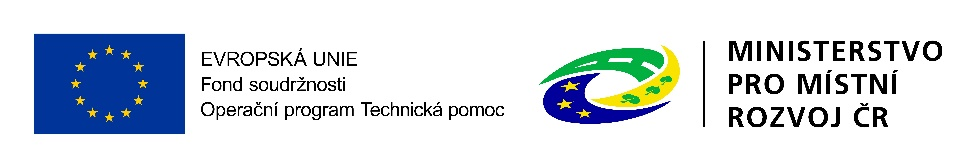 EVROPSKÁ UNIE
Fond soudržnosti
Operační program Technická pomoc
MINISTERSTVO
PRO MÍSTNÍ
ROZVOJ ČR